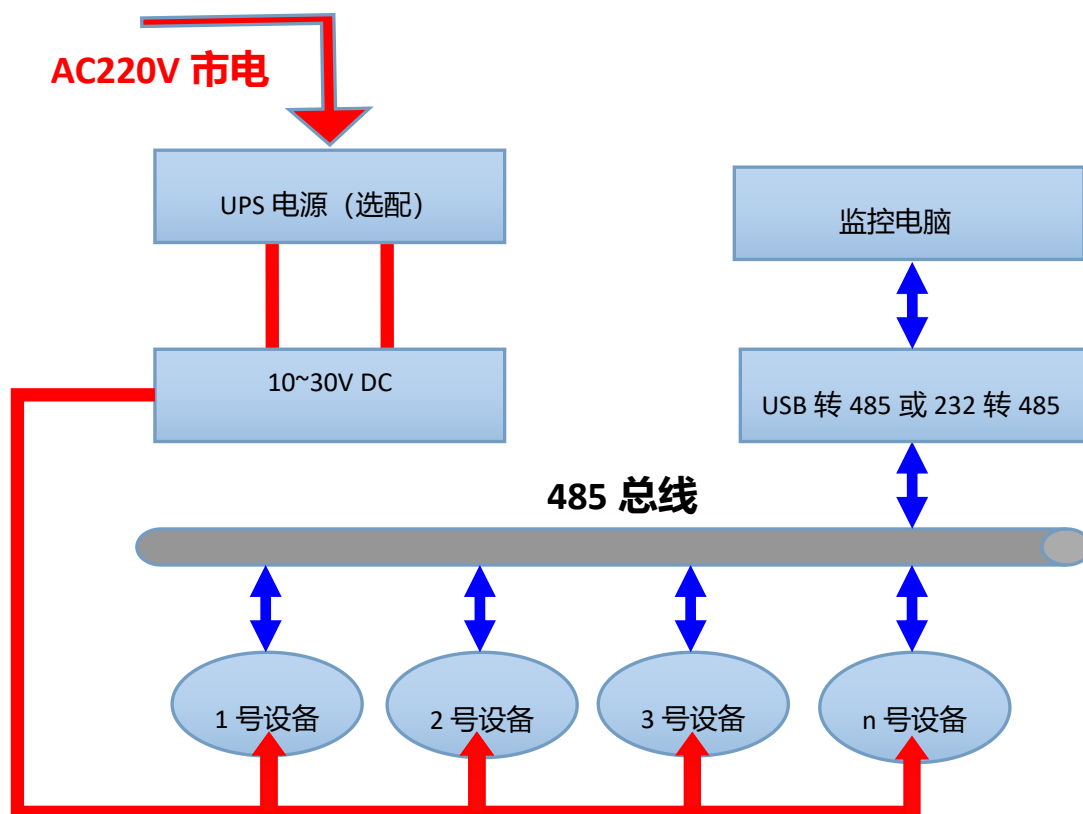 AC220V 市电
UPS 电源（选配）
监控电脑
10~30V DC
USB 转 485 或 232 转 485
485 总线
1 号设备
2 号设备
3 号设备
n 号设备